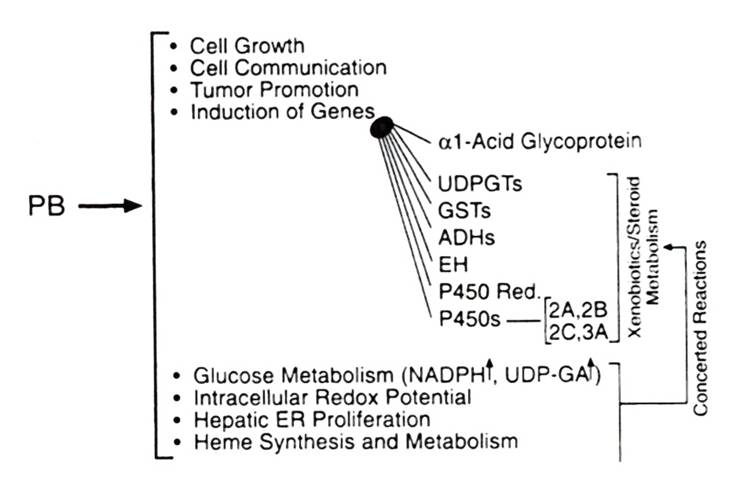 • Cell Growth
• Cell Communication
• Tumor Promotion
• Induction of Genes
α1-Acid Glycoprotein
PB
UDPGTs
GSTs
ADHs
EH
P450 Red.
P450s
2A,2B
2C,3A
Xenobiotics/Steroid
Metabolism
Concerted Reactions
• Glucose Metabolism (NADPH↑, UDP-GA↑)
• Intracellular Redox Potential
• Hepatic ER Proliferation
• Heme Synthesis and Metabolism